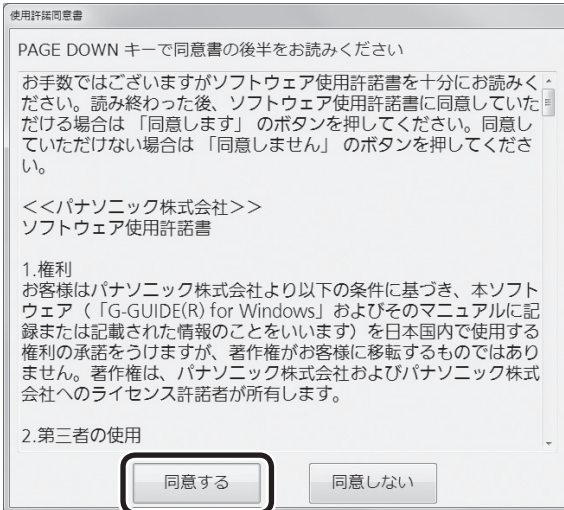 使用許諾同意書
PAGE DOWN キーで同意書の後半をお読みください
お手数ではございますがソフトウェア使用許諾書を十分にお読みく
ださい。読み終わった後、ソフトウェア使用許諾書に同意していた
だける場合は 「同意します」 のボタンを押してください。同意し
ていただけない場合は 「同意しません」 のボタンを押してくださ
い。
<<パナソニック株式会社>>
ソフトウェア使用許諾書
1.権利
お客様はパナソニック株式会社より以下の条件に基づき、本ソフト
ウェア（「G-GUIDE(R) for Windows」およびそのマニュアルに記
録または記載された情報のことをいいます）を日本国内で使用する
権利の承諾をうけますが、著作権がお客様に移転するものではあり
ません。著作権は、パナソニック株式会社およびパナソニック株式
会社へのライセンス許諾者が所有します。
2.第三者の使用
同意する
同意しない